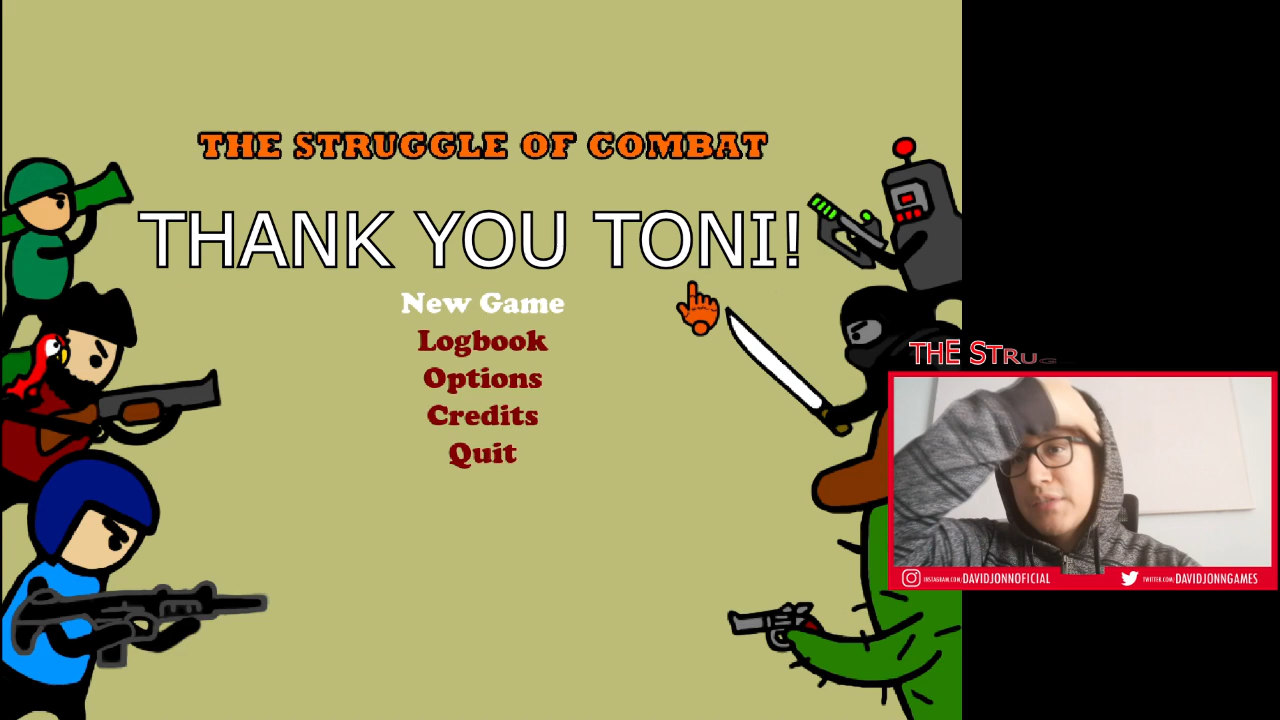 THE STRUGGLE OF COMBAT
THANK YOU TONI!
New Game
Logbook
Options
Credits
Quit
THE STRUG
INSTAGRAM.COM/DAVIDJONNOFICIAL
TWITTER.COM/DAVIDJONNGAMES